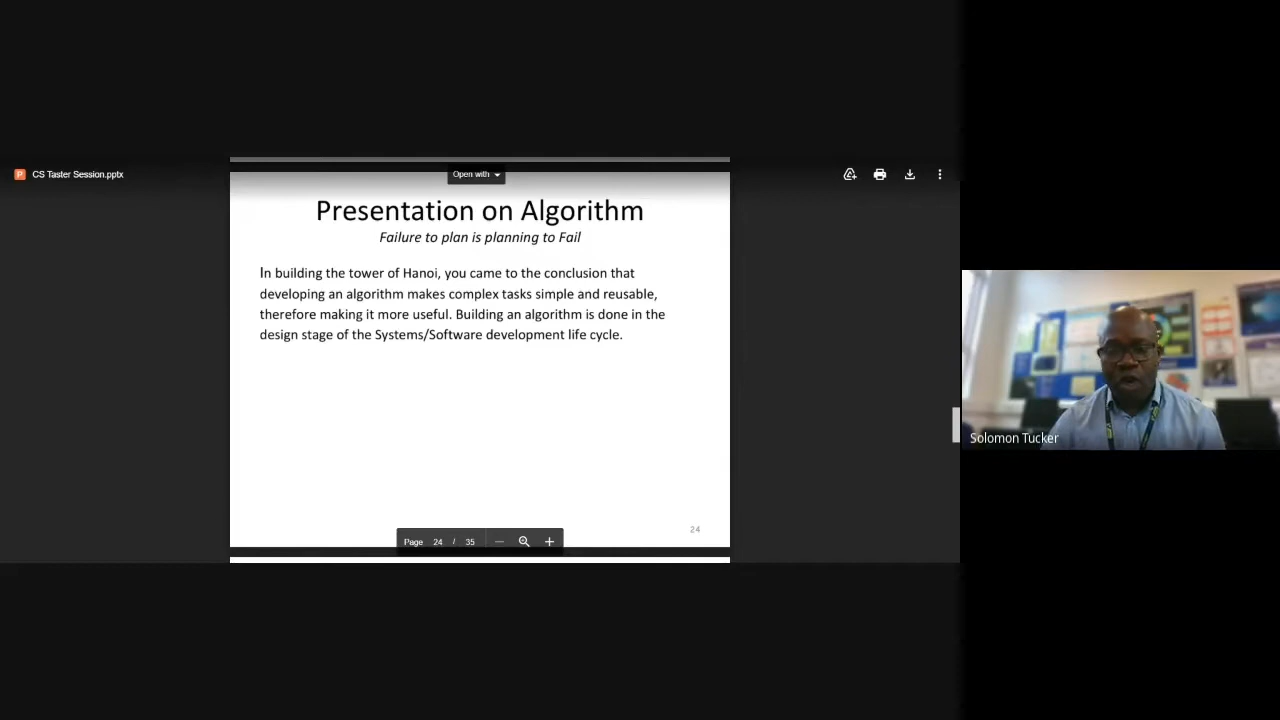 CS Taster Session.pptx
Open with
Presentation on Algorithm
Failure to plan is planning to Fail
In building the tower of Hanoi, you came to the conclusion that
developing an algorithm makes complex tasks simple and reusable,
therefore making it more useful. Building an algorithm is done in the
design stage of the Systems/Software development life cycle.
24
Page 24 / 35
Solomon Tucker